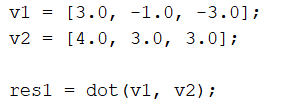 v1 = [3.0, -1.0, -3.0];
v2 = [4.0, 3.0, 3.0];
res1 = dot(v1, v2);